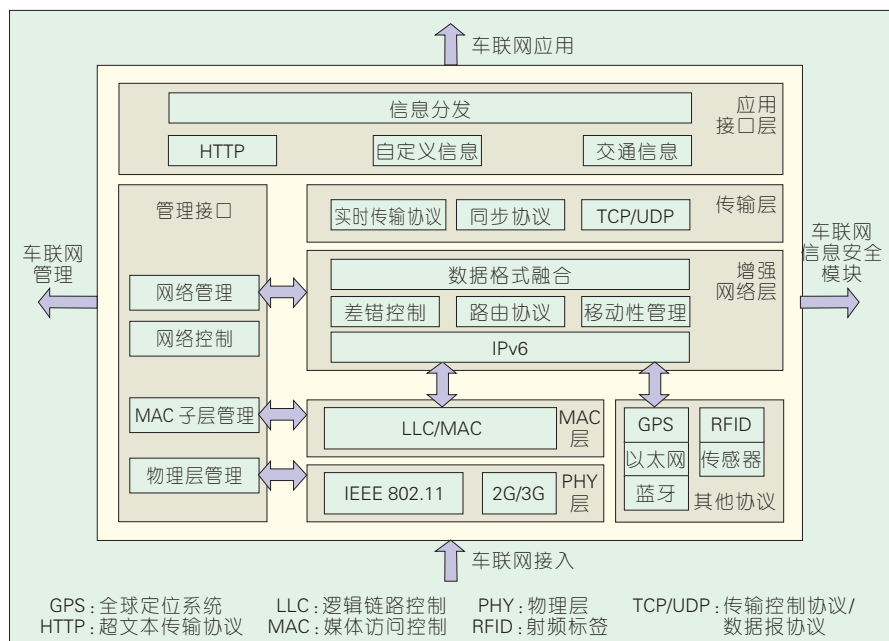 车联网应用
信息分发
应用
接口层
HTTP
自定义信息
交通信息
管理接口
网络管理
网络控制
MAC 子层管理
物理层管理
实时传输协议
同步协议
TCP/UDP
传输层
数据格式融合
增强
网络层
差错控制
路由协议
移动性管理
IPv6
LLC/MAC
MAC
层
IEEE 802.11
2G/3G
PHY
层
GPS
RFID
以太网
传感器
蓝牙
其他协议
车联网
管理
车联网
信息安全
模块
车联网接入
GPS:全球定位系统 LLC:逻辑链路控制 PHY:物理层 TCP/UDP:传输控制协议/
数据报协议
HTTP:超文本传输协议 MAC:媒体访问控制 RFID:射频标签